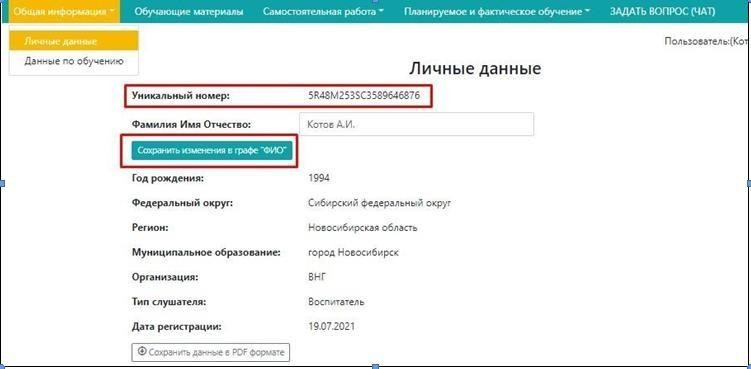 Общая информация Обучающие материалы Самостоятельная работа Планируемое и фактическое обучение ЗАДАТЬ ВОПРОС (ЧАТ)
Личные данные
Данные по обучению
Пользователь:(Кот
Личные данные
Уникальный номер: 5R48M253SC3589646876
Фамилия Имя Отчество: Котов А.И.
Сохранить изменения в графе "ФИО"
Год рождения: 1994
Федеральный округ: Сибирский федеральный округ
Регион: Новосибирская область
Муниципальное образование: город Новосибирск
Организация: ВНГ
Тип слушателя: Воспитатель
Дата регистрации: 19.07.2021
Сохранить данные в PDF формате